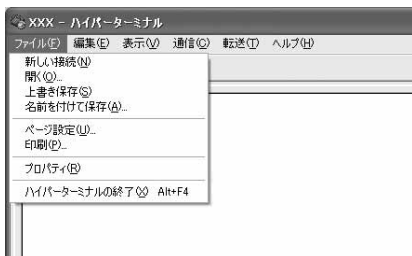 XXX - ハイパーターミナル
ファイル(F) 編集(E) 表示(V) 通信(C) 転送(T) ヘルプ(H)
新しい接続(N)
開く(O)...
上書き保存(S)
名前を付けて保存(A)...
ページ設定(U)...
印刷(P)...
プロパティ(R)
ハイパーターミナルの終了(X) Alt+F4